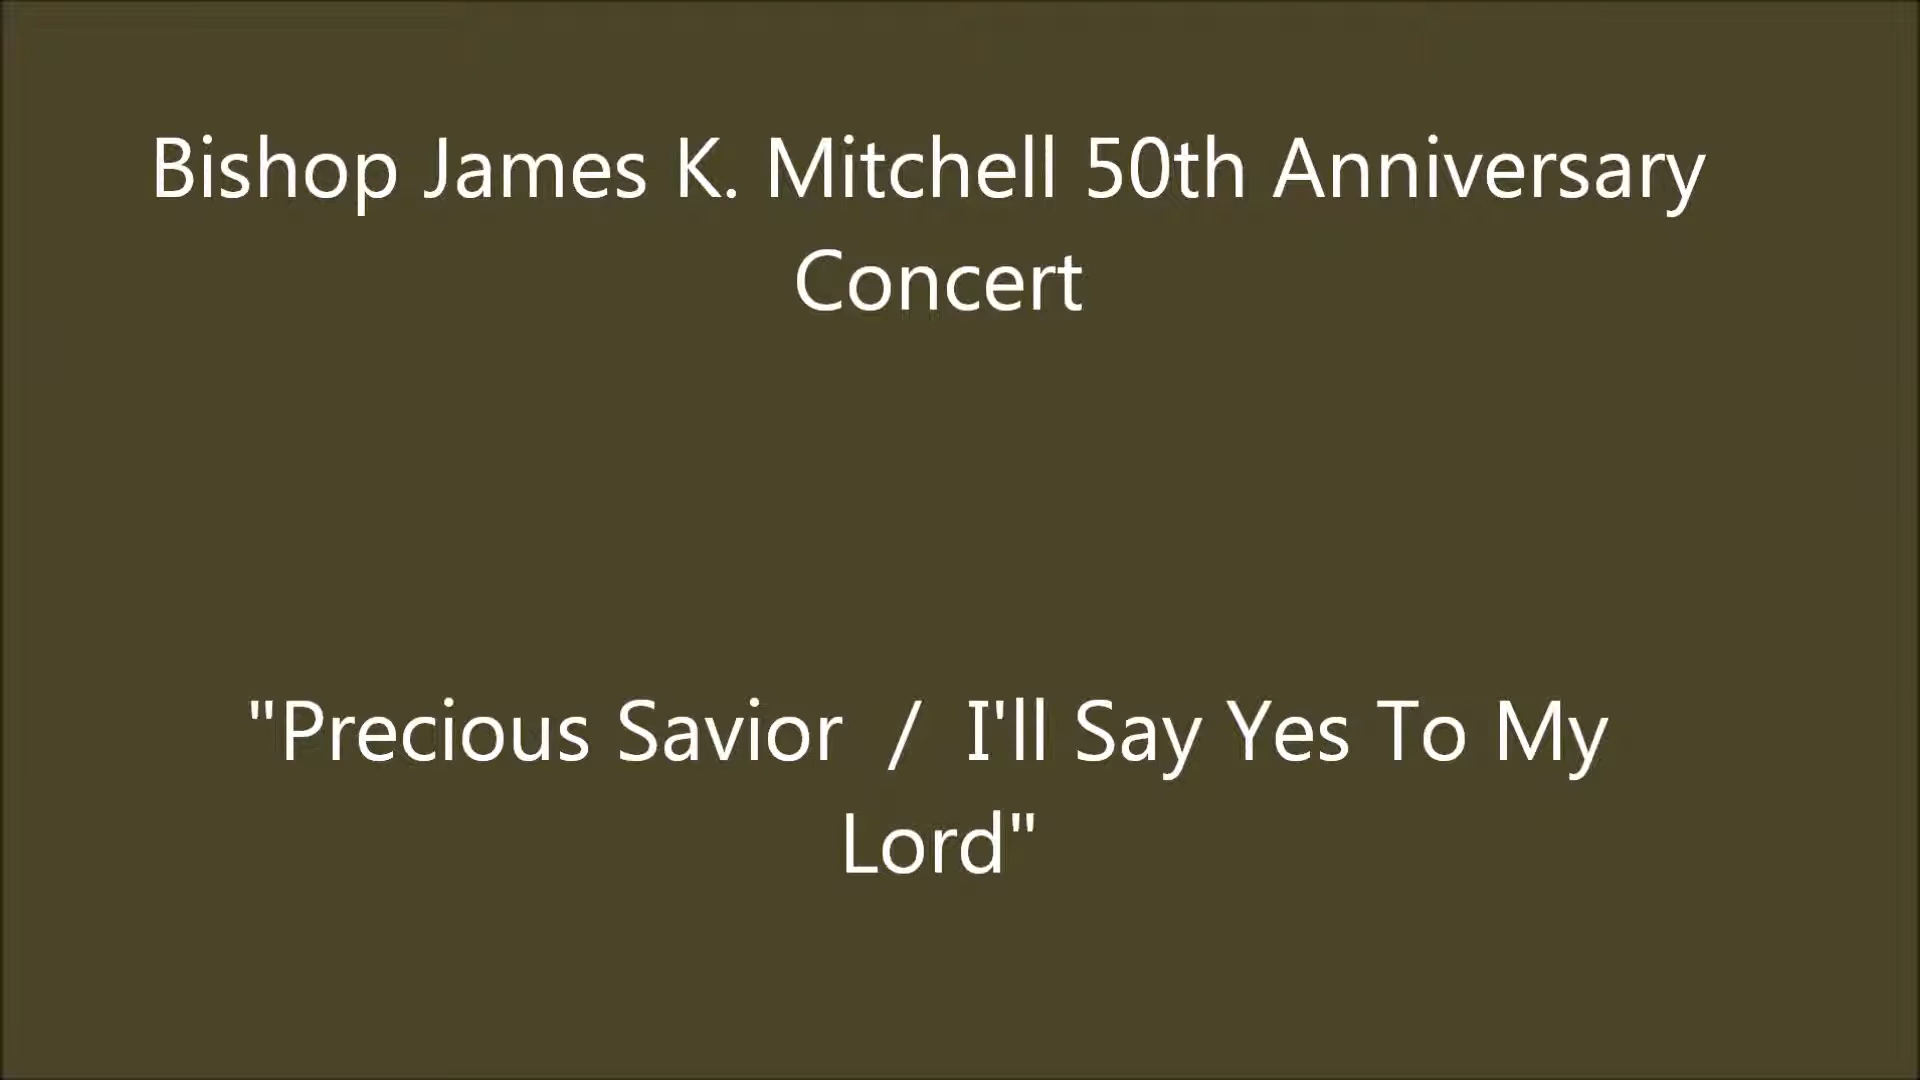 Bishop James K. Mitchell 50th Anniversary
Concert
"Precious Savior  /  I'll Say Yes To My
Lord"